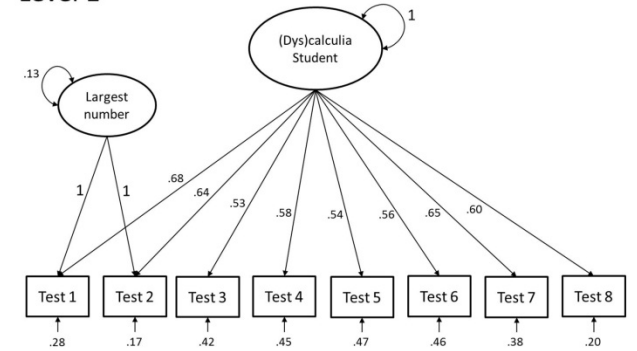 1
(Dys)calculia
Student
.13
Largest
number
.68
.64
.53
.58
.54
.56
.65
.60
1
1
Test 1
Test 2
Test 3
Test 4
Test 5
Test 6
Test 7
Test 8
.28
.17
.42
.45
.47
.46
.38
.20